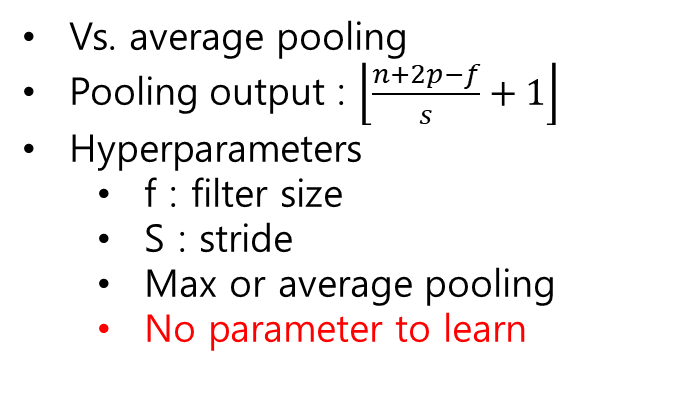 • Vs. average pooling
• Pooling output : ⌊(n+2p−f)/s + 1⌋
• Hyperparameters
• f : filter size
• S : stride
• Max or average pooling
• No parameter to learn